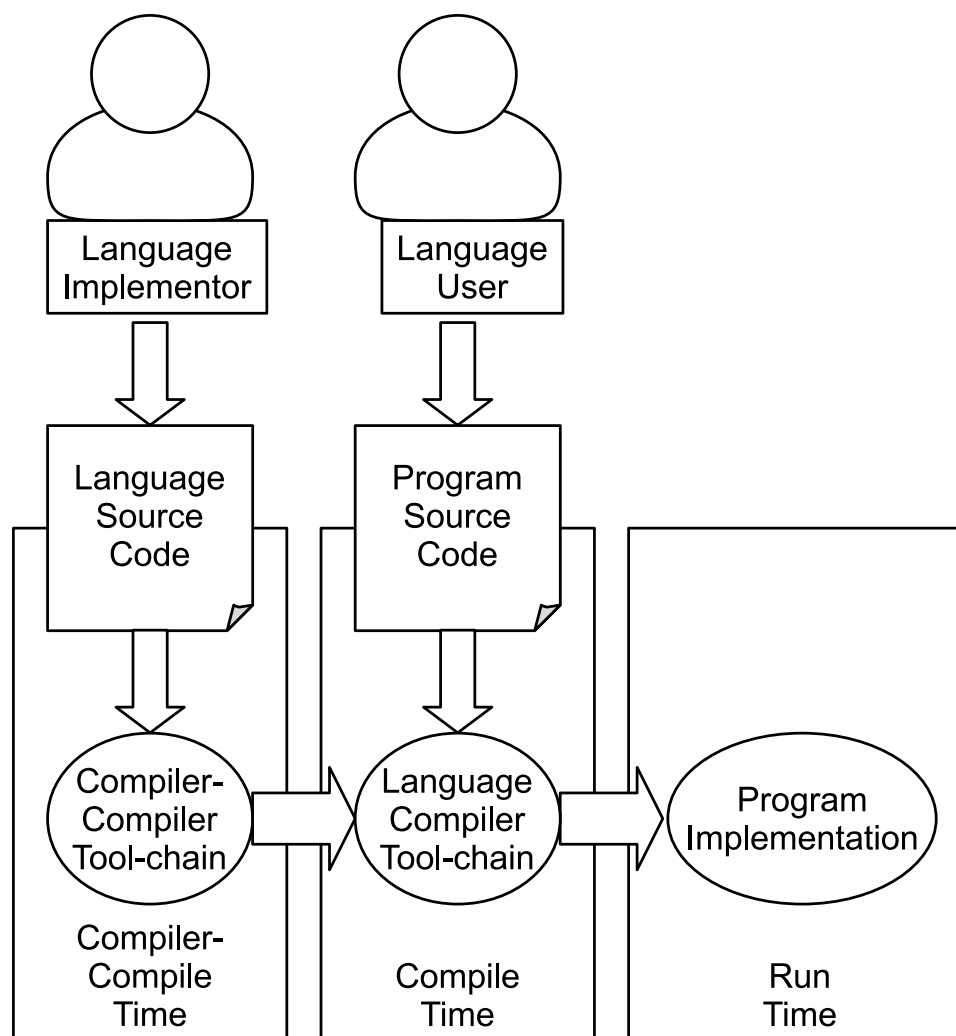 Language
Implementor
Language
User
Language
Source
Code
Program
Source
Code
Compiler-
Compiler
Tool-chain
Language
Compiler
Tool-chain
Program
Implementation
Compiler-
Compile
Time
Compile
Time
Run
Time